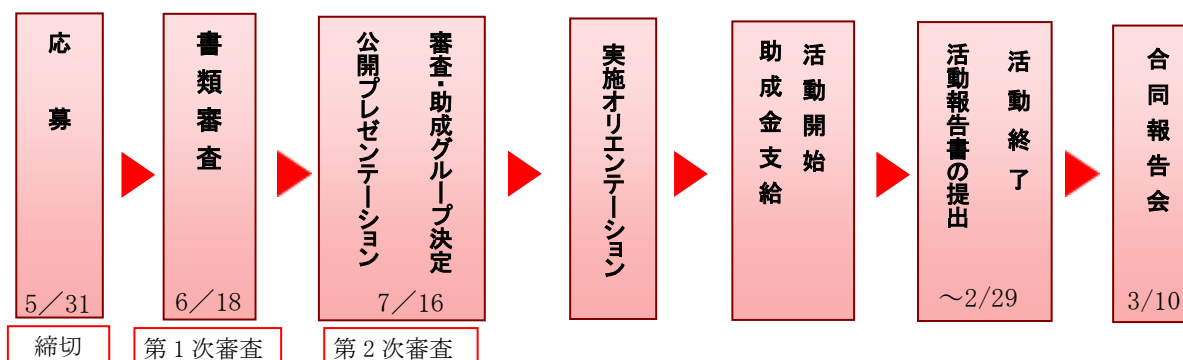 応募
5/31
締切
書類審査
6/18
第1次審査
審査・助成グループ決定
公開プレゼンテーション
7/16
第2次審査
実施オリエンテーション
活動開始
助成金支給
活動終了
活動報告書の提出
～2/29
合同報告会
3/10